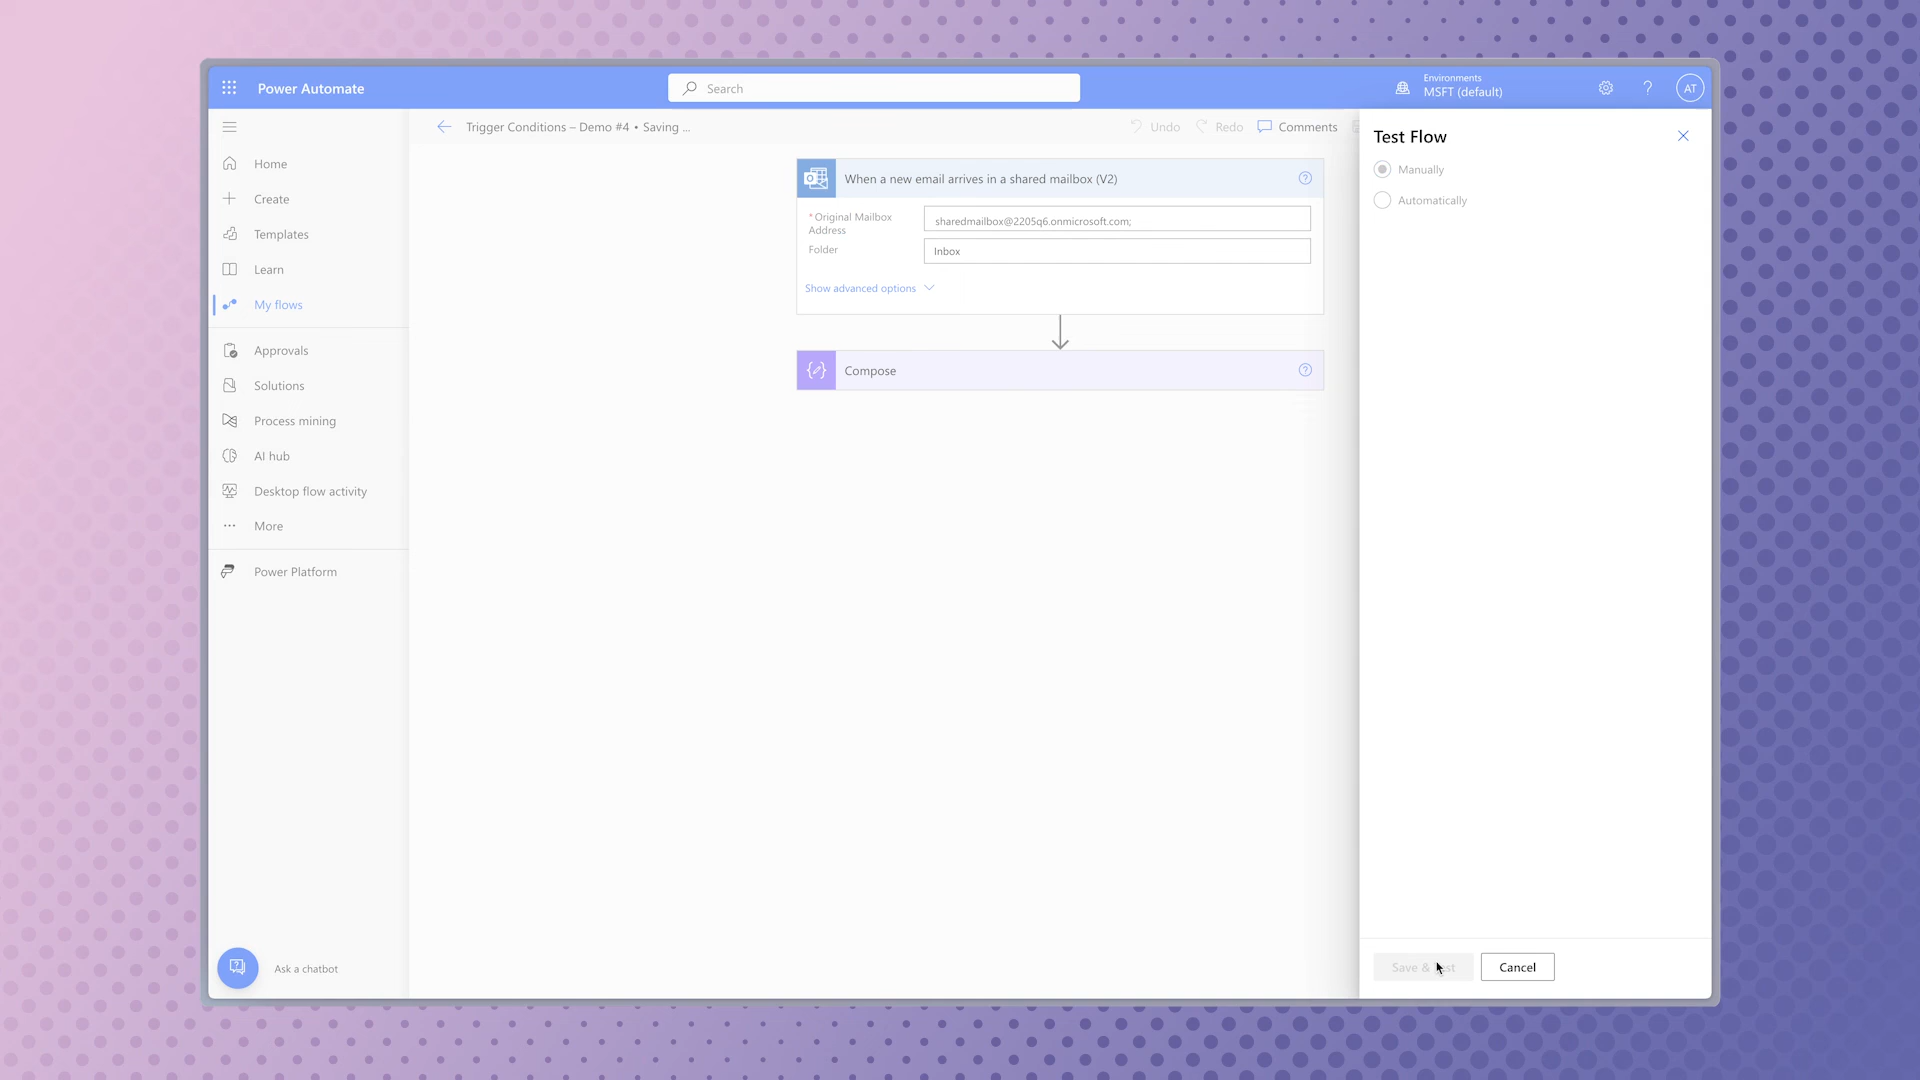 Power Automate
Search
Environments
MSFT (default)
?
AT
Trigger Conditions – Demo #4 • Saving ...
Undo
Redo
Comments
Home
Create
Templates
Learn
My flows
Approvals
Solutions
Process mining
AI hub
Desktop flow activity
More
Power Platform
Ask a chatbot
When a new email arrives in a shared mailbox (V2)
*Original Mailbox
Address
sharedmailbox@2205q6.onmicrosoft.com;
Folder
Inbox
Show advanced options
Compose
Test Flow
Manually
Automatically
Save &
Cancel